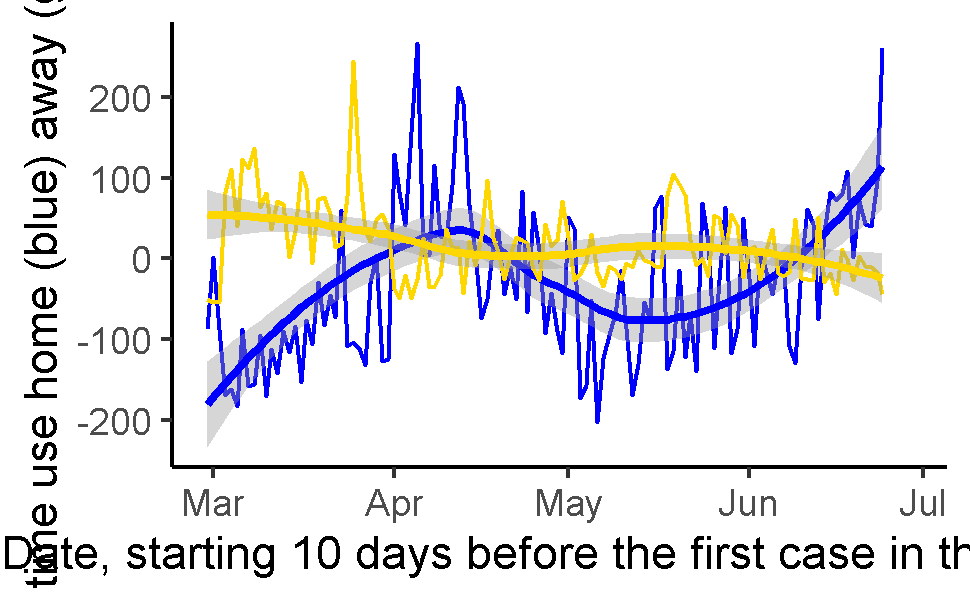 time use home (blue) away (
200
100
0
-100
-200
Mar Apr May Jun Jul
Date, starting 10 days before the first case in th